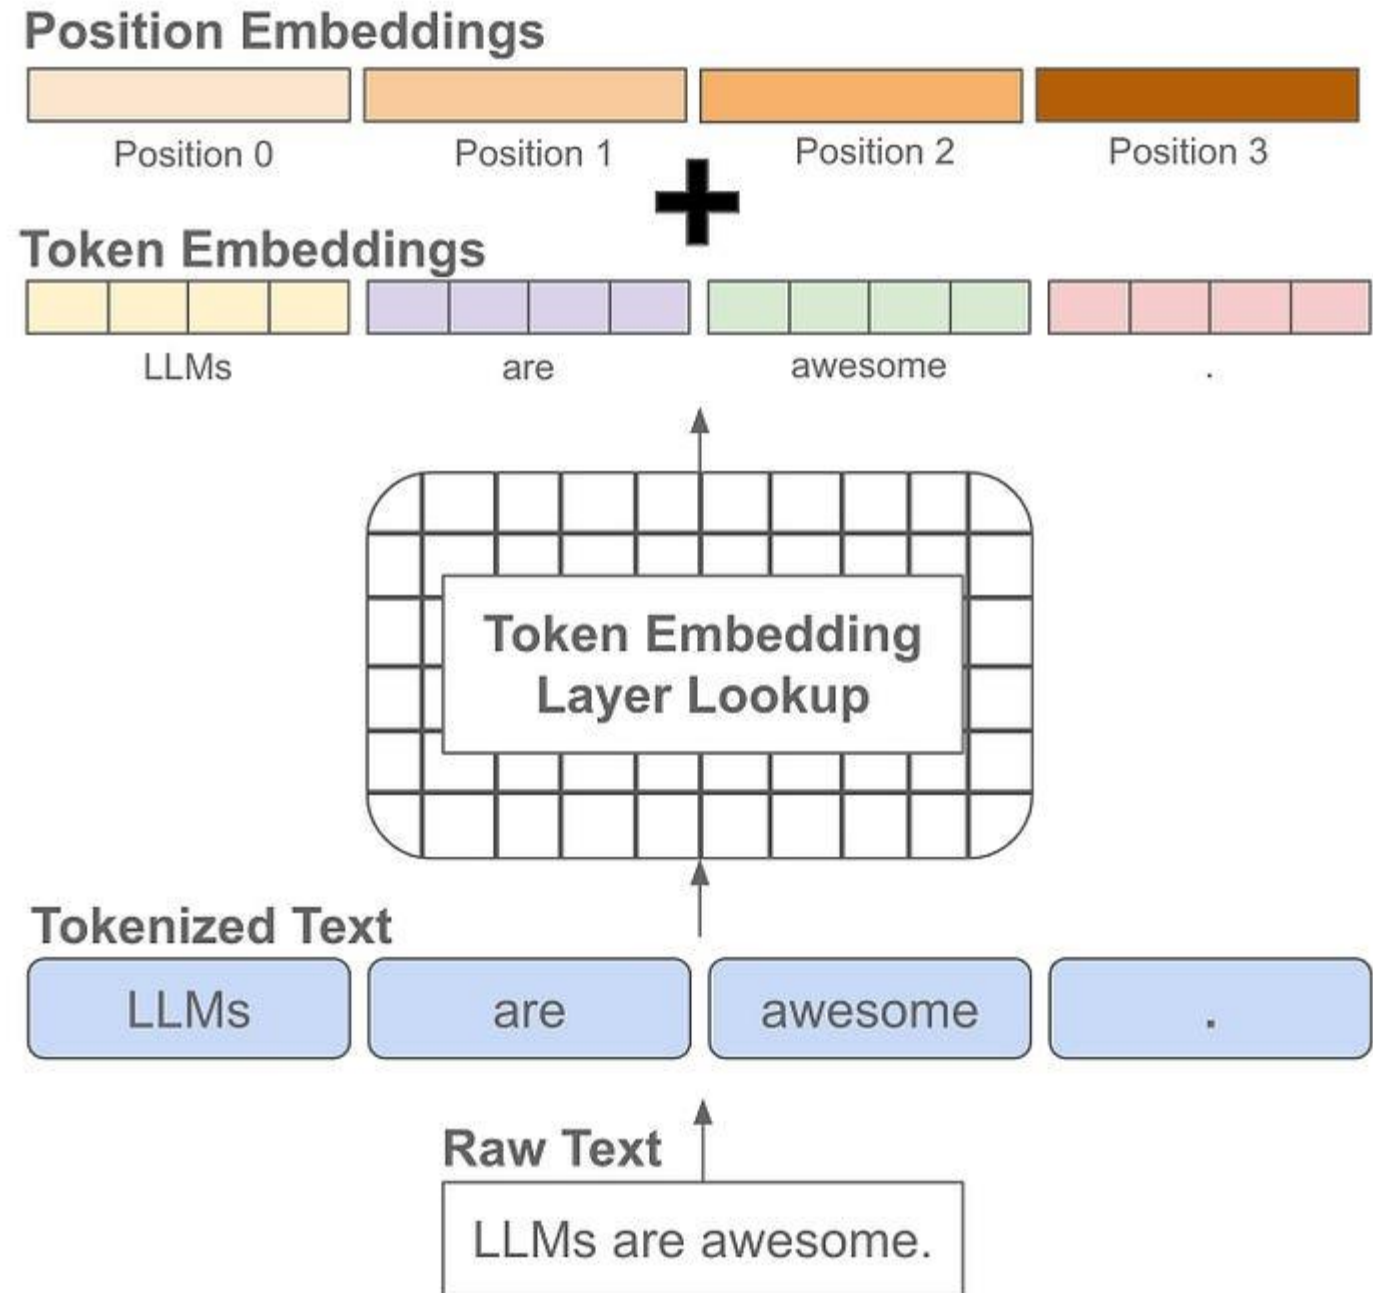 Position Embeddings
Position 0 Position 1 Position 2 Position 3
Token Embeddings
LLMs are awesome .
Token Embedding
Layer Lookup
Tokenized Text
LLMs are awesome .
Raw Text
LLMs are awesome.